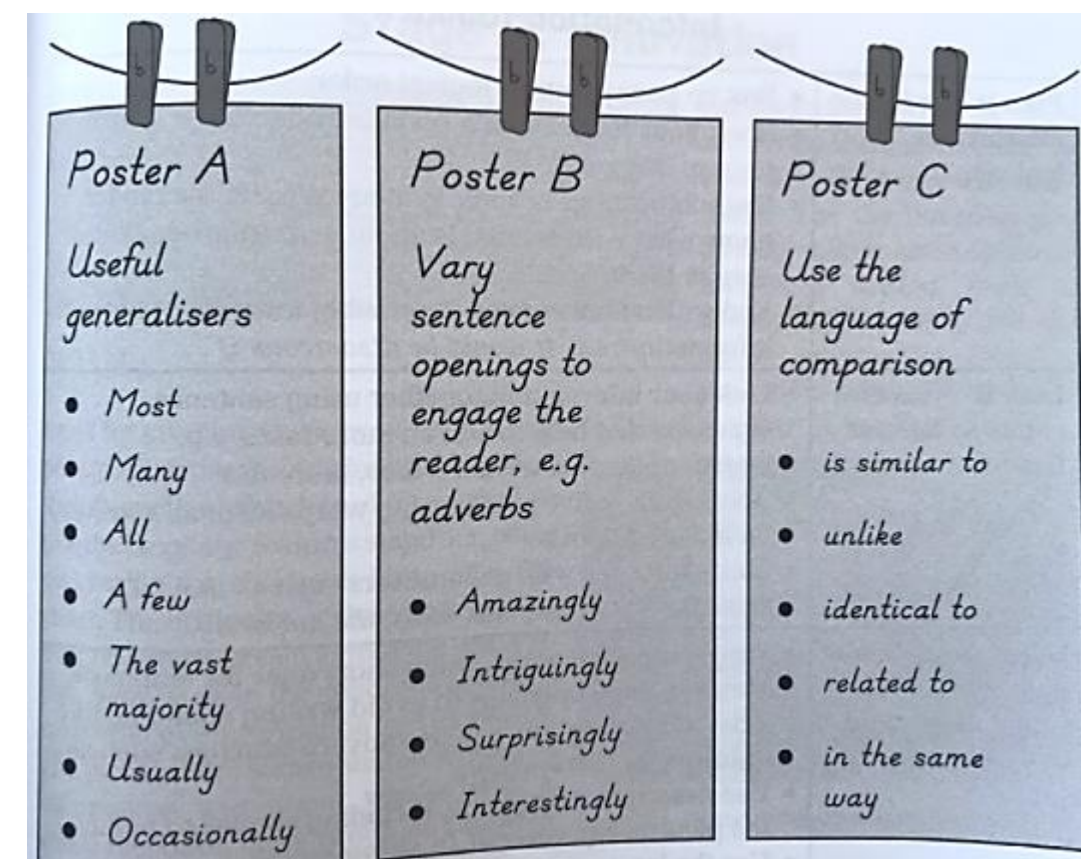 Poster A
Useful
generalisers
• Most
• Many
• All
• A few
• The vast
majority
• Usually
• Occasionally
Poster B
Vary
sentence
openings to
engage the
reader, e.g.
adverbs
• Amazingly
• Intriguingly
• Surprisingly
• Interestingly
Poster C
Use the
language of
comparison
• is similar to
• unlike
• identical to
• related to
• in the same
way